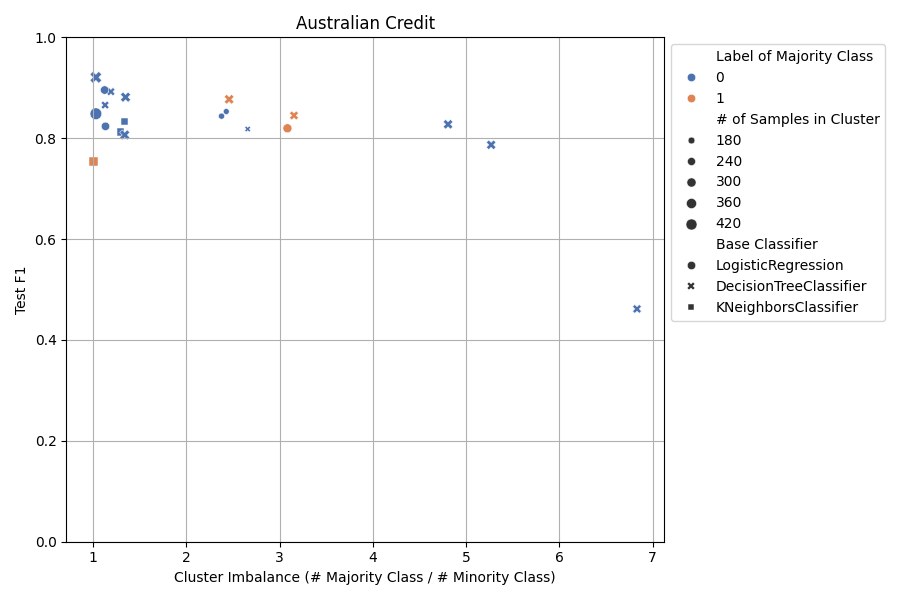 Australian Credit
1.0
0.8
0.6
0.4
0.2
0.0
Test F1
1
2
3
4
5
6
7
Cluster Imbalance (# Majority Class / # Minority Class)
Label of Majority Class
0
1
# of Samples in Cluster
180
240
300
360
420
Base Classifier
LogisticRegression
DecisionTreeClassifier
KNeighborsClassifier